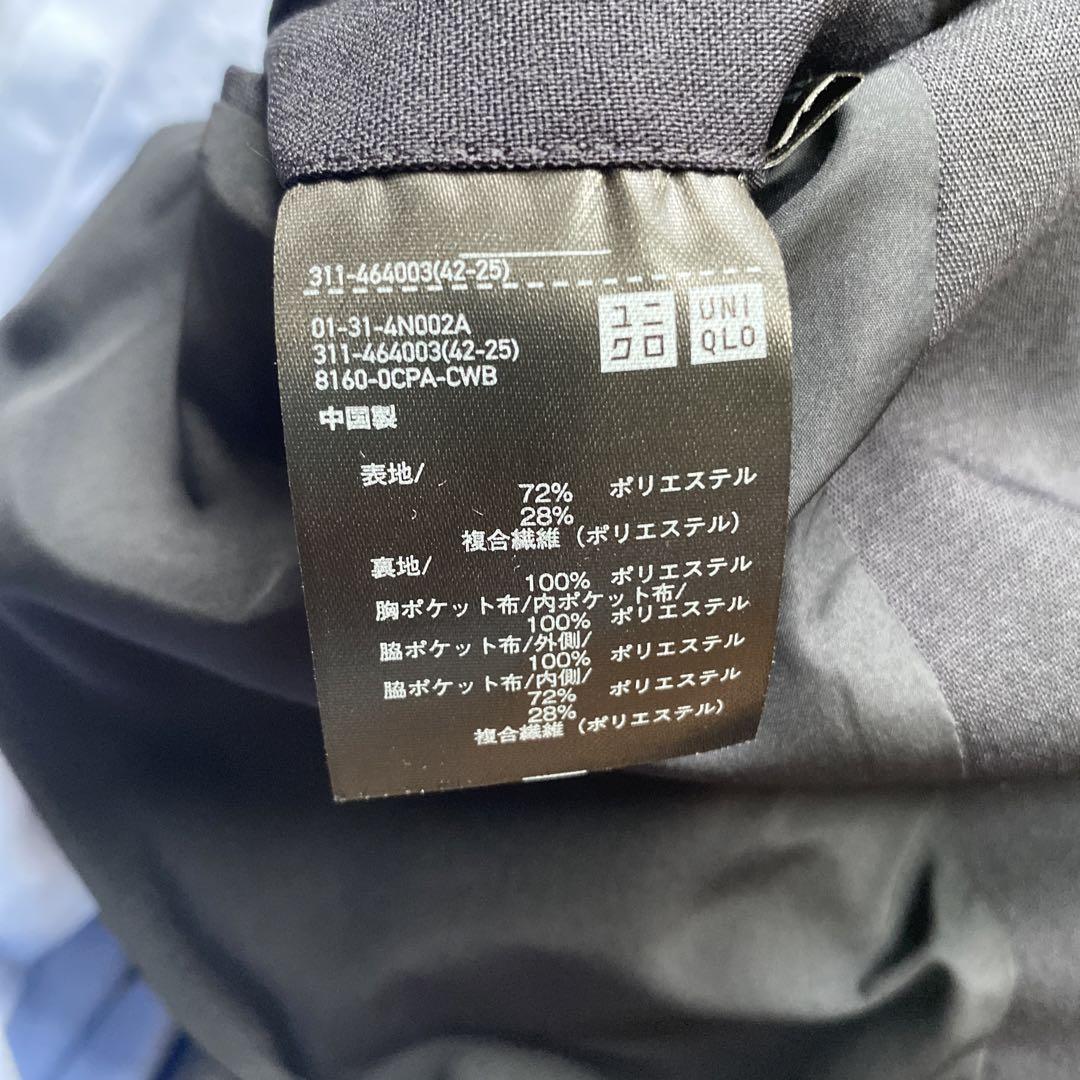 311-464003(42-25)
01-31-4N002A
311-464003(42-25)
8160-0CPA-CWB
ユニ
クロ
UNI
QLO
中国製
表地/
72% ポリエステル
28%
複合繊維 (ポリエステル)
裏地/
100% ポリエステル
胸ポケット布/内ポケット布/
100% ポリエステル
脇ポケット布/外側/
100% ポリエステル
脇ポケット布/内側/
72% ポリエステル
28%
複合繊維 (ポリエステル)